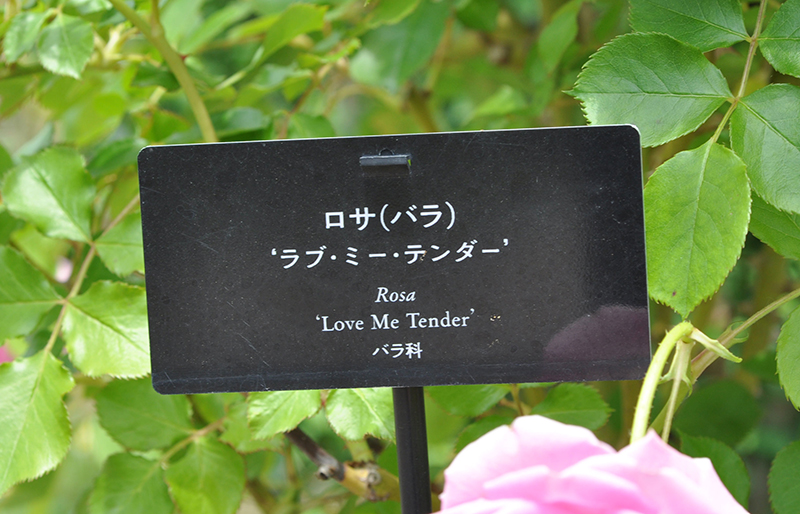 ロサ(バラ)
‘ラブ・ミー・テンダー’
Rosa
‘Love Me Tender’
バラ科